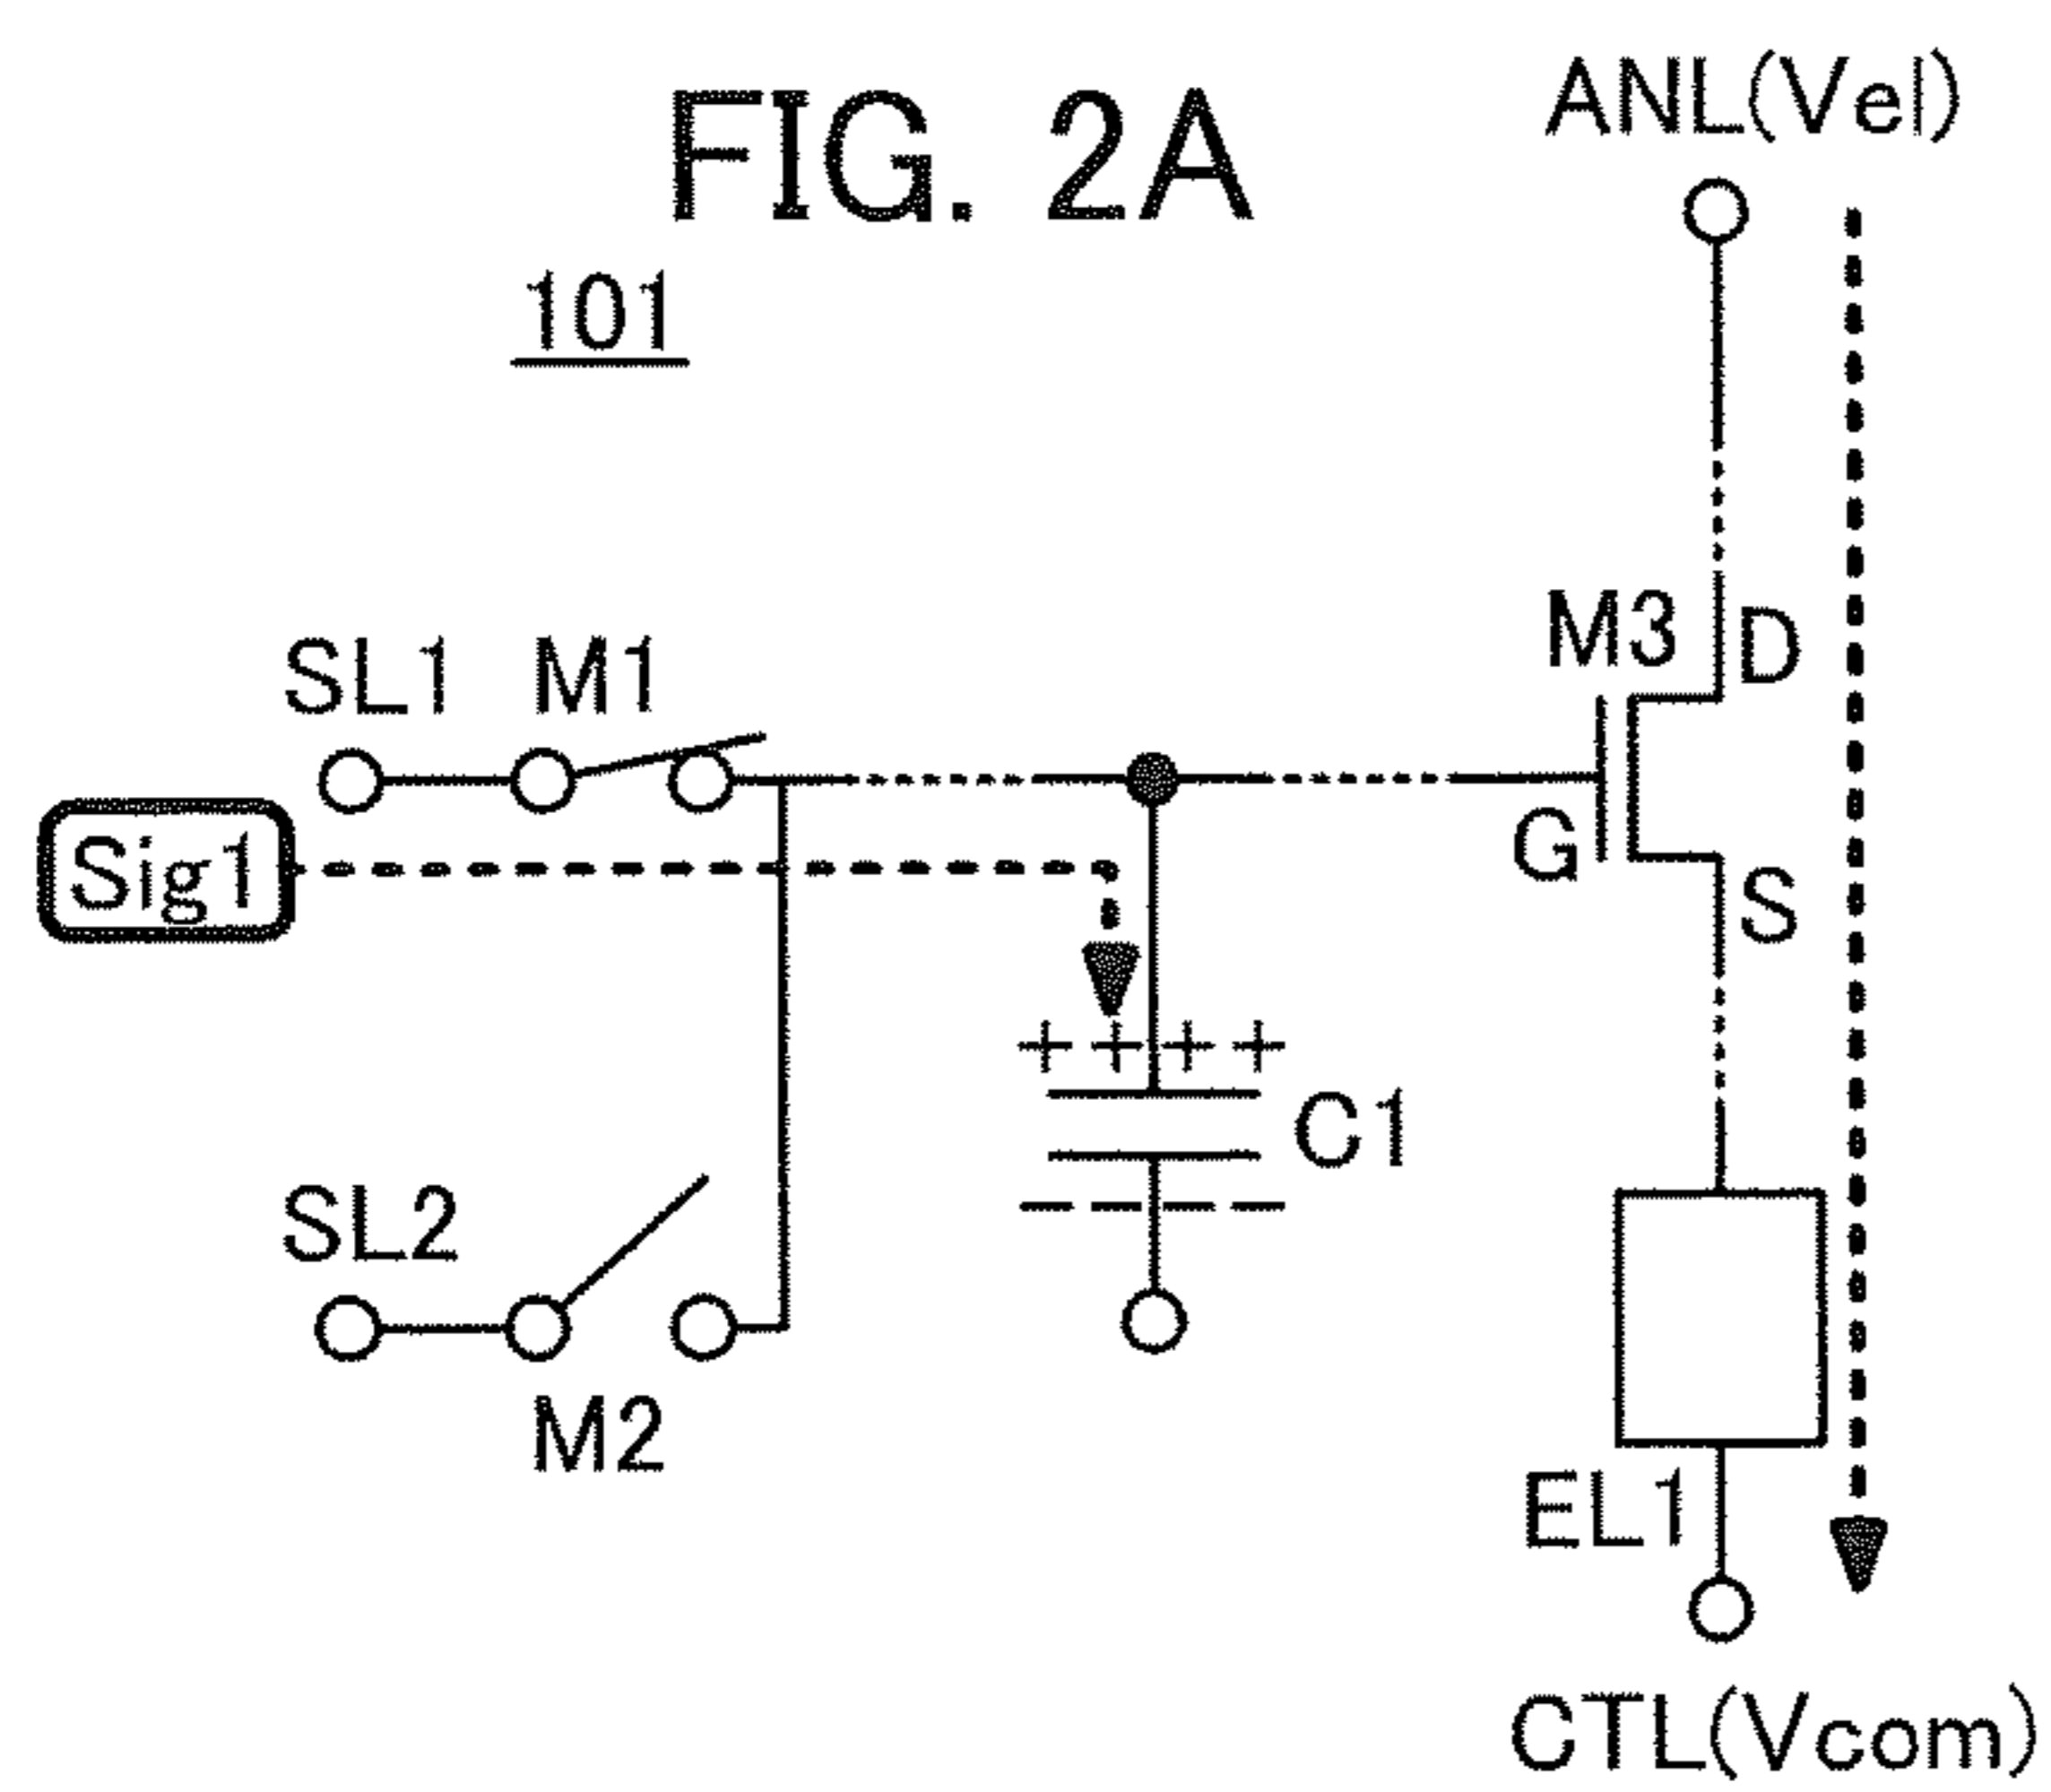 FIG. 2A
ANL(Vel)
101
M3
D
SL1
M1
Sig1
G
S
+ + + +
C1
− − − −
SL2
M2
EL1
CTL(Vcom)